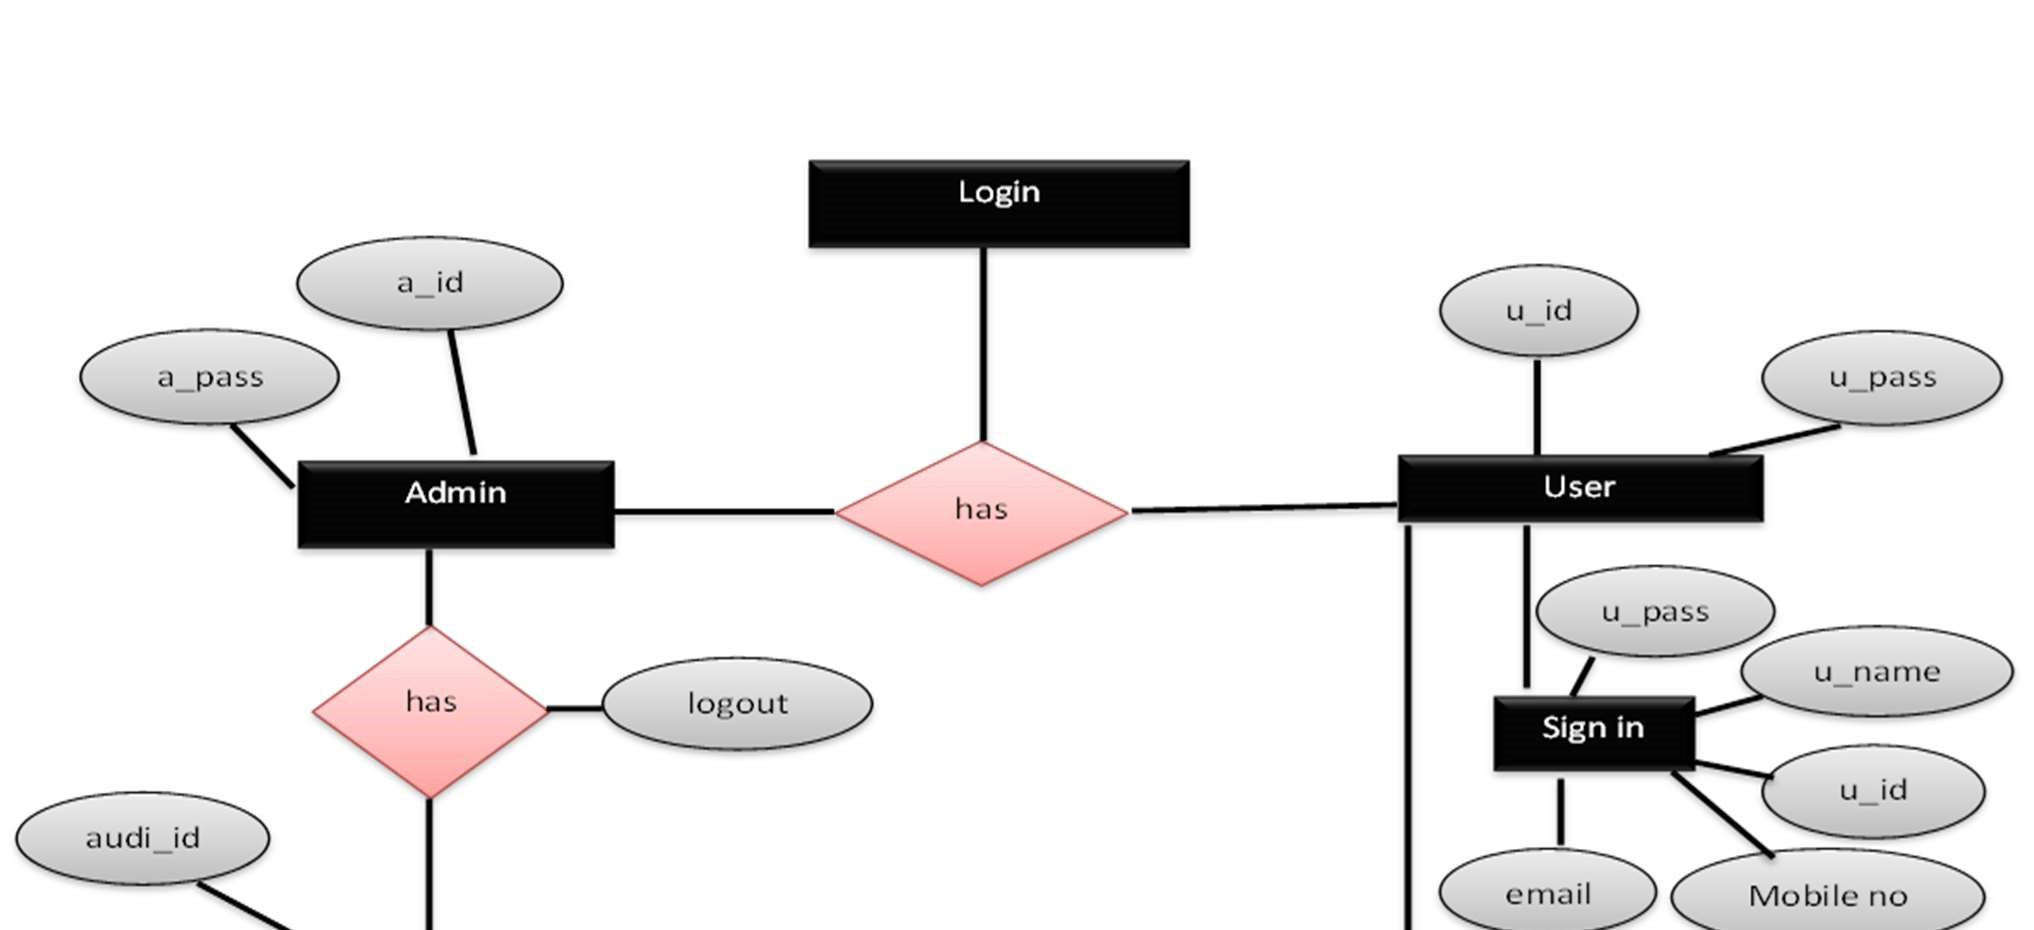 Login
a_id
u_id
a_pass
u_pass
Admin
has
User
u_pass
u_name
has
logout
Sign in
u_id
audi_id
email
Mobile no